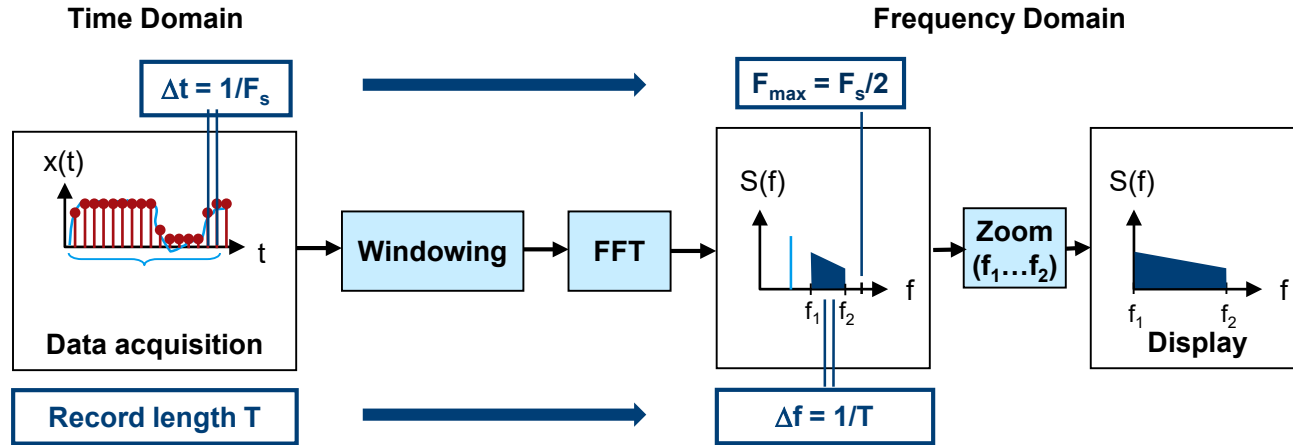 Time Domain
Frequency Domain
Δt = 1/Fₛ
Fₘₐₓ = Fₛ/2
x(t)
t
Data acquisition
Windowing
FFT
S(f)
f
f₁
f₂
Zoom
(f₁…f₂)
S(f)
f
f₁
f₂
Display
Record length T
Δf = 1/T